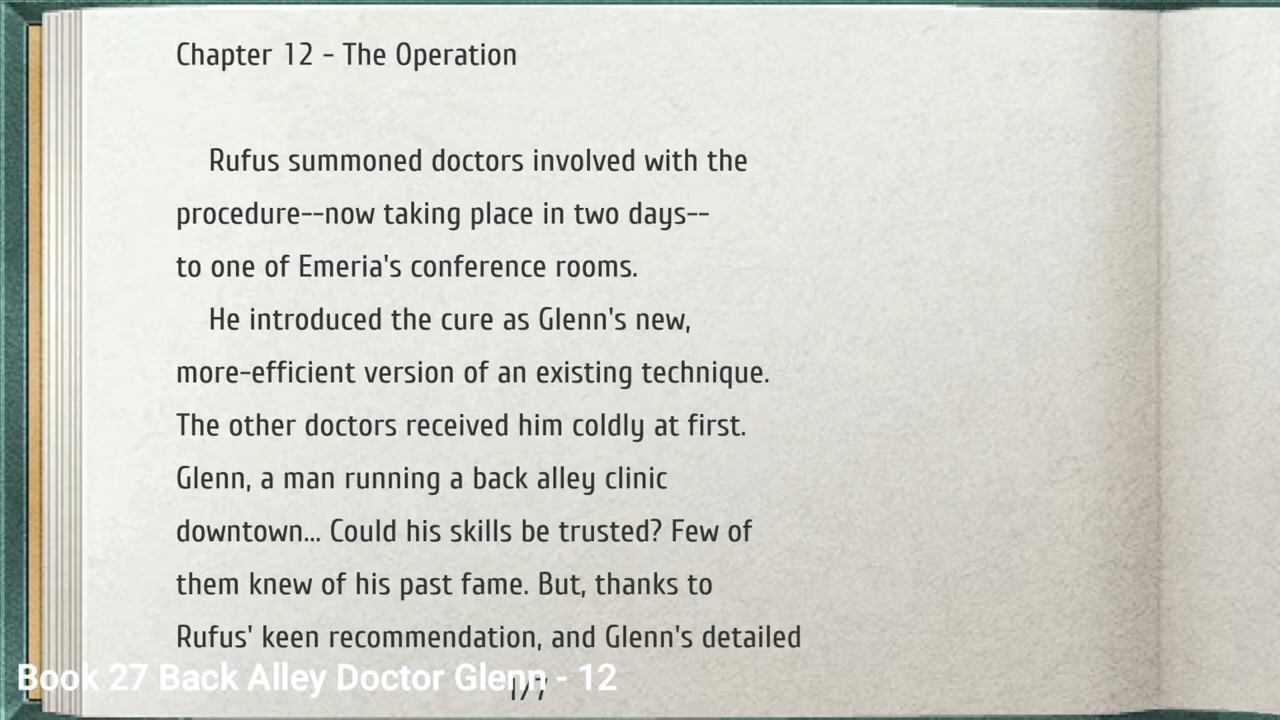 Chapter 12 - The Operation
Rufus summoned doctors involved with the
procedure--now taking place in two days--
to one of Emeria's conference rooms.
He introduced the cure as Glenn's new,
more-efficient version of an existing technique.
The other doctors received him coldly at first.
Glenn, a man running a back alley clinic
downtown... Could his skills be trusted? Few of
them knew of his past fame. But, thanks to
Rufus' keen recommendation, and Glenn's detailed
Book 27 Back Alley Doctor Glenn - 12
1/7